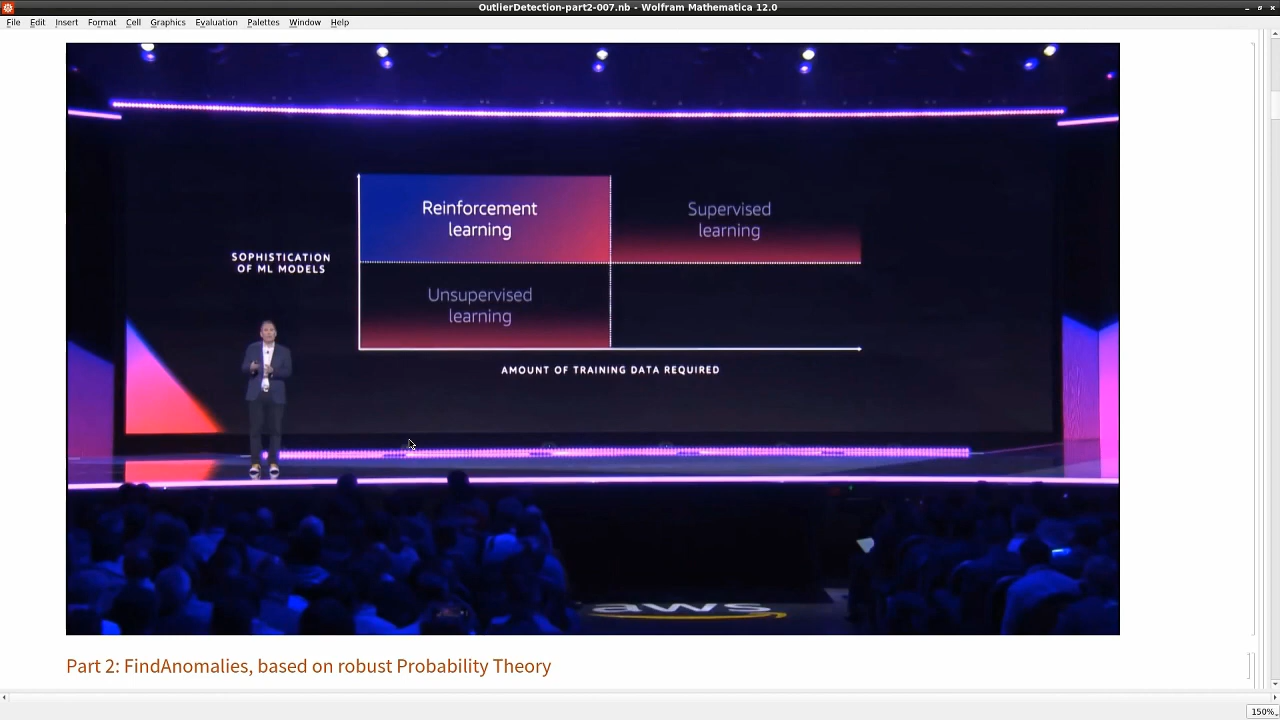 OutlierDetection-part2-007.nb - Wolfram Mathematica 12.0
File Edit Insert Format Cell Graphics Evaluation Palettes Window Help
Reinforcement
learning
Supervised
learning
SOPHISTICATION
OF ML MODELS
Unsupervised
learning
AMOUNT OF TRAINING DATA REQUIRED
aws
Part 2: FindAnomalies, based on robust Probability Theory
150%